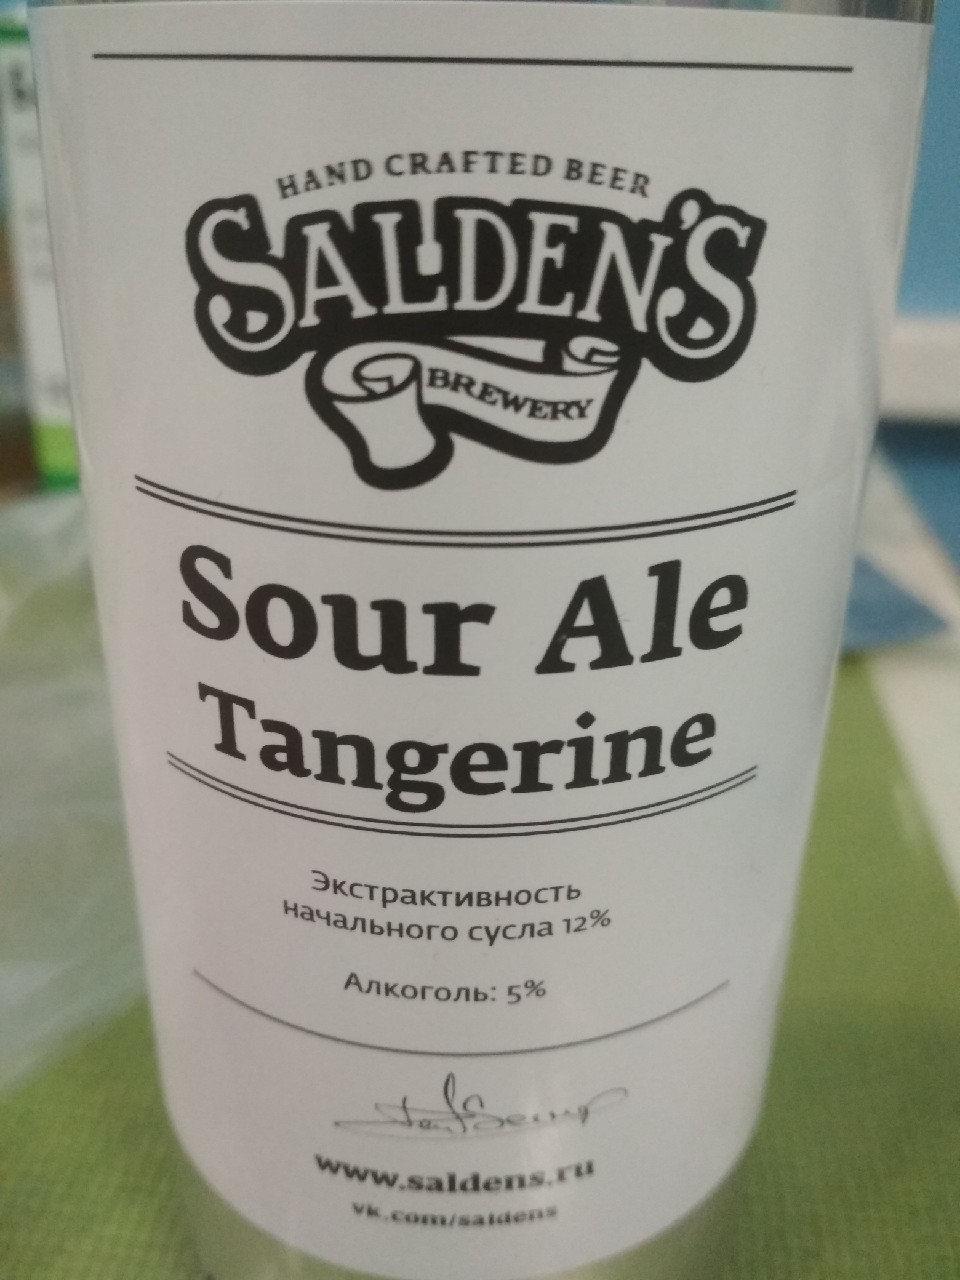 HAND CRAFTED BEER
SALDEN'S
BREWERY
Sour Ale
Tangerine
Экстрактивность
начального сусла 12%
Алкоголь: 5%
www.saldens.ru
vk.com/saldens